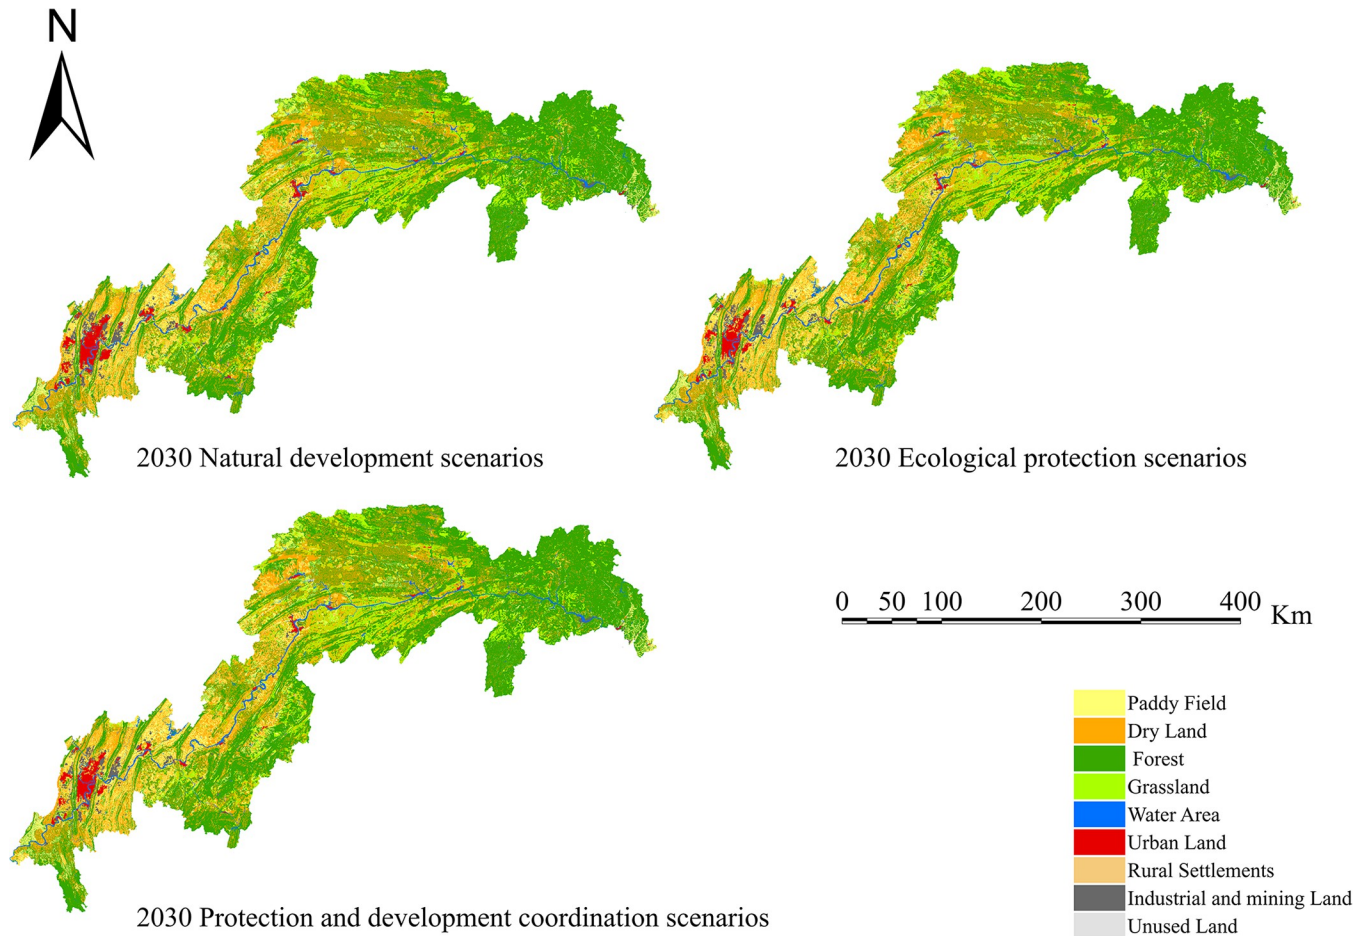 N
2030 Natural development scenarios
2030 Ecological protection scenarios
0 50 100 200 300 400 Km
Paddy Field
Dry Land
Forest
Grassland
Water Area
Urban Land
Rural Settlements
Industrial and mining Land
Unused Land
2030 Protection and development coordination scenarios